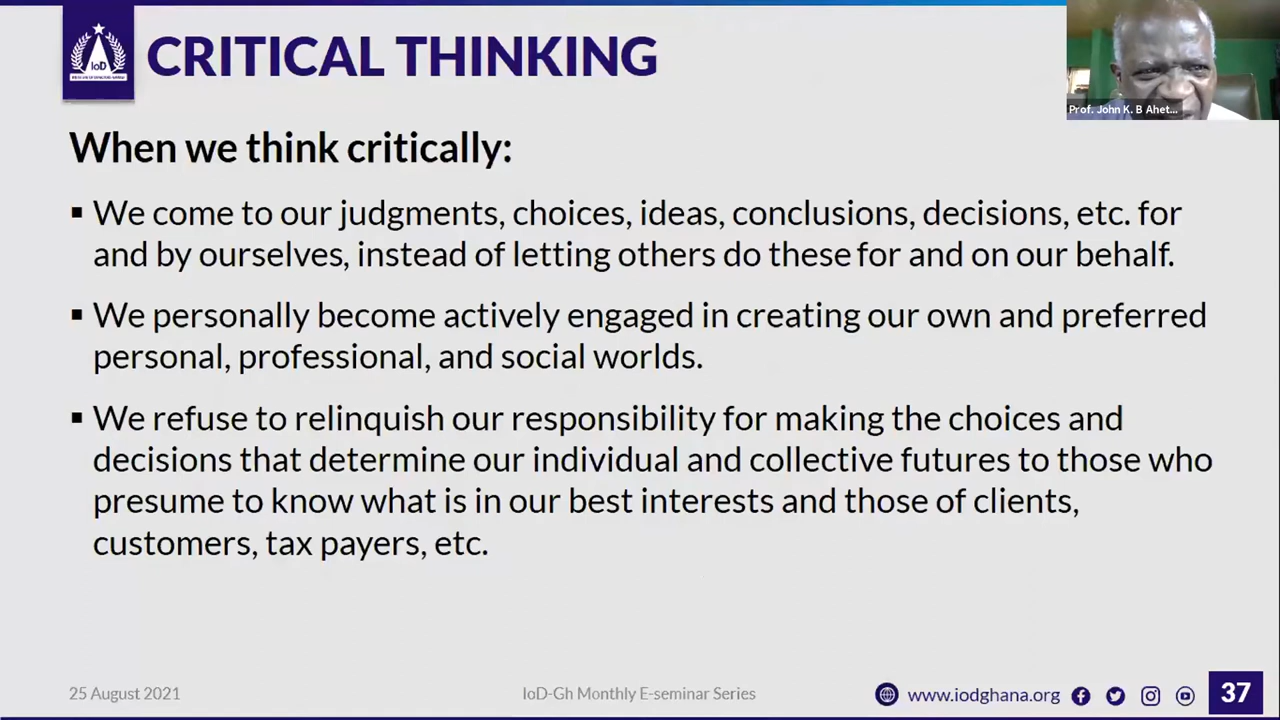 IoD
CRITICAL THINKING
Prof. John K. B Ahet...
When we think critically:
▪ We come to our judgments, choices, ideas, conclusions, decisions, etc. for
and by ourselves, instead of letting others do these for and on our behalf.
▪ We personally become actively engaged in creating our own and preferred
personal, professional, and social worlds.
▪ We refuse to relinquish our responsibility for making the choices and
decisions that determine our individual and collective futures to those who
presume to know what is in our best interests and those of clients,
customers, tax payers, etc.
25 August 2021
IoD-Gh Monthly E-seminar Series
www.iodghana.org
37